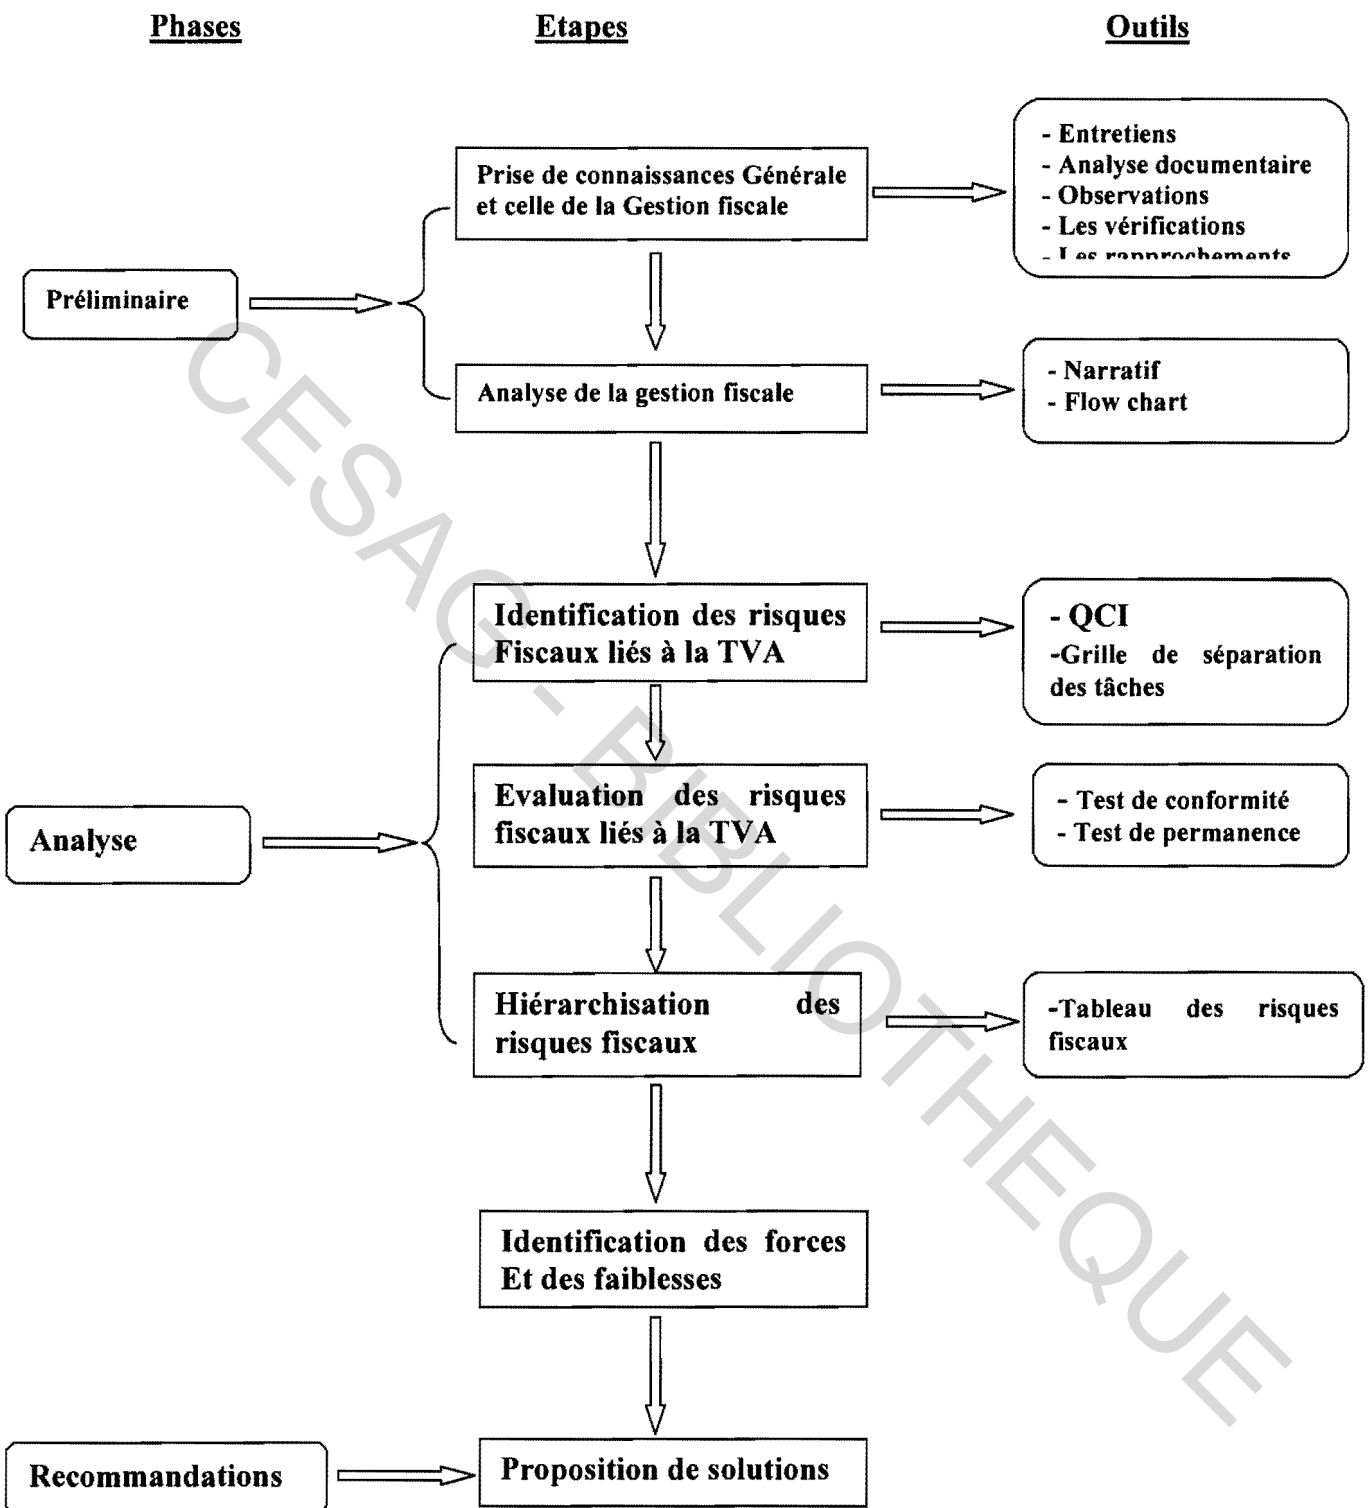 Phases
Etapes
Outils
Prise de connaissances Générale
et celle de la Gestion fiscale
- Entretiens
- Analyse documentaire
- Observations
- Les vérifications
- Les rapprochements
Préliminaire
Analyse de la gestion fiscale
- Narratif
- Flow chart
Identification des risques
Fiscaux liés à la TVA
- QCI
-Grille de séparation
des tâches
Analyse
Evaluation des risques
fiscaux liés à la TVA
- Test de conformité
- Test de permanence
Hiérarchisation des
risques fiscaux
-Tableau des risques
fiscaux
Identification des forces
Et des faiblesses
Recommandations
Proposition de solutions
CESAG - BIBLIOTHEQUE